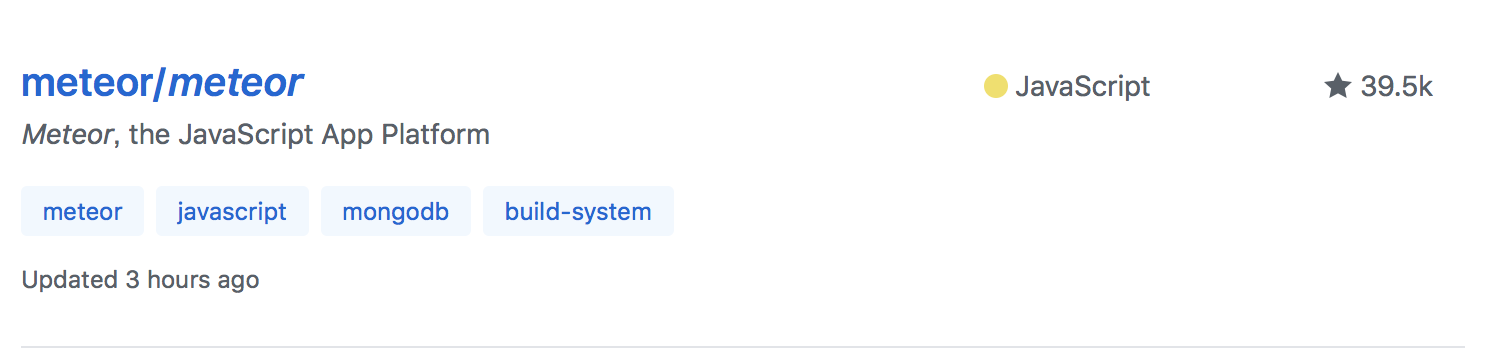 meteor/meteor JavaScript 39.5k
Meteor, the JavaScript App Platform
meteor javascript mongodb build-system
Updated 3 hours ago